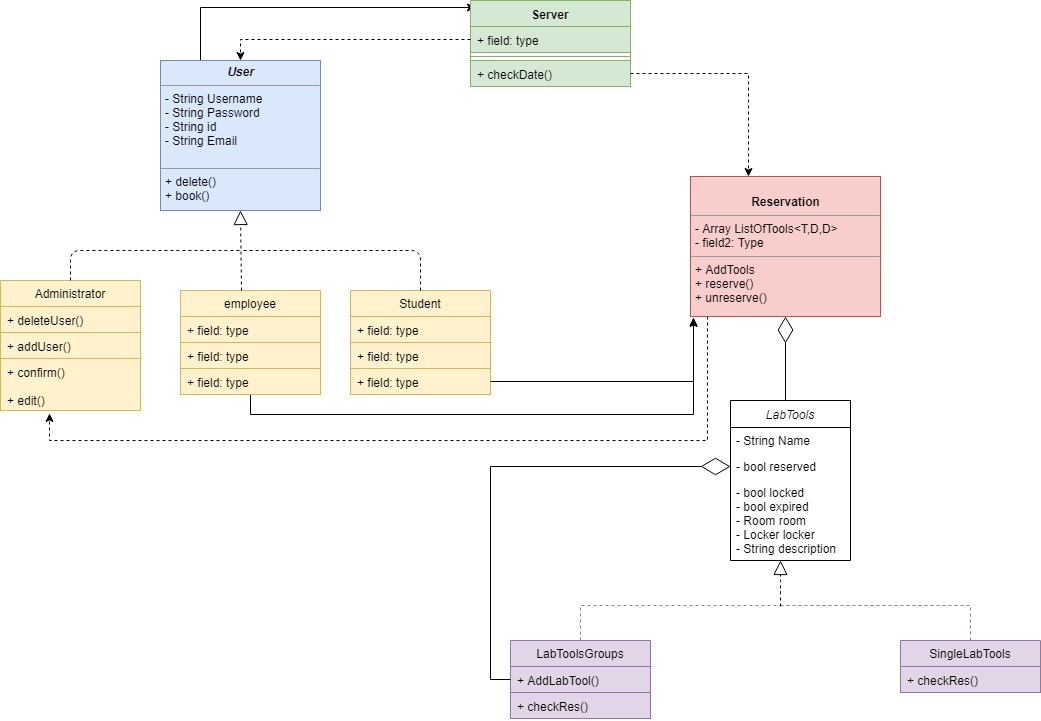 Server
+ field: type
+ checkDate()
User
- String Username
- String Password
- String id
- String Email
+ delete()
+ book()
Reservation
- Array ListOfTools<T,D,D>
- field2: Type
+ AddTools
+ reserve()
+ unreserve()
Administrator
+ deleteUser()
+ addUser()
+ confirm()
+ edit()
employee
+ field: type
+ field: type
+ field: type
Student
+ field: type
+ field: type
+ field: type
LabTools
- String Name
- bool reserved
- bool locked
- bool expired
- Room room
- Locker locker
- String description
LabToolsGroups
+ AddLabTool()
+ checkRes()
SingleLabTools
+ checkRes()